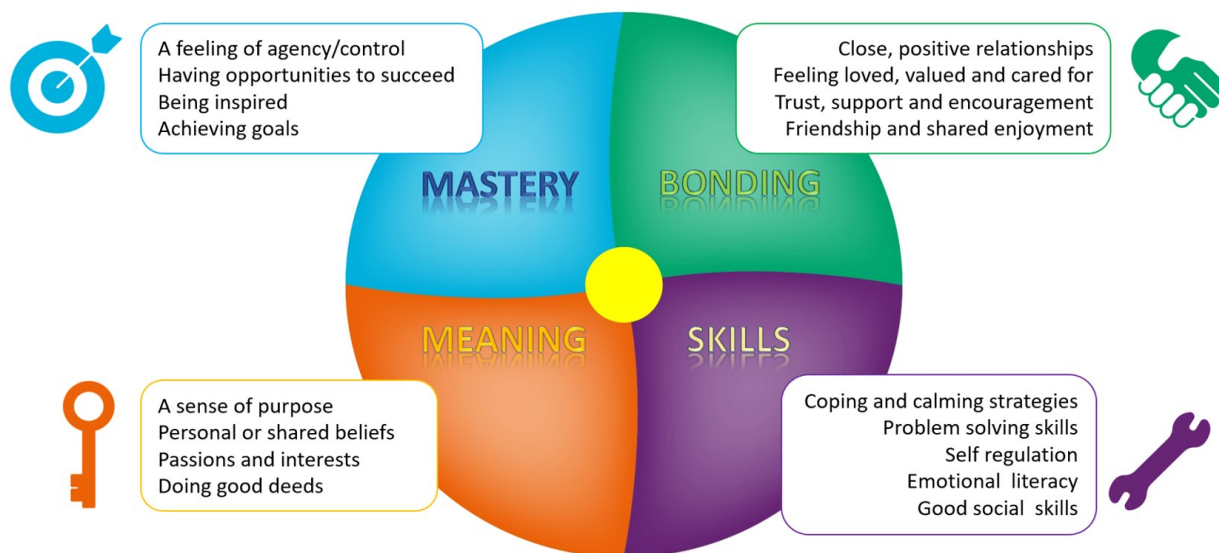 A feeling of agency/control
Having opportunities to succeed
Being inspired
Achieving goals
Close, positive relationships
Feeling loved, valued and cared for
Trust, support and encouragement
Friendship and shared enjoyment
MASTERY
BONDING
MEANING
SKILLS
A sense of purpose
Personal or shared beliefs
Passions and interests
Doing good deeds
Coping and calming strategies
Problem solving skills
Self regulation
Emotional literacy
Good social skills